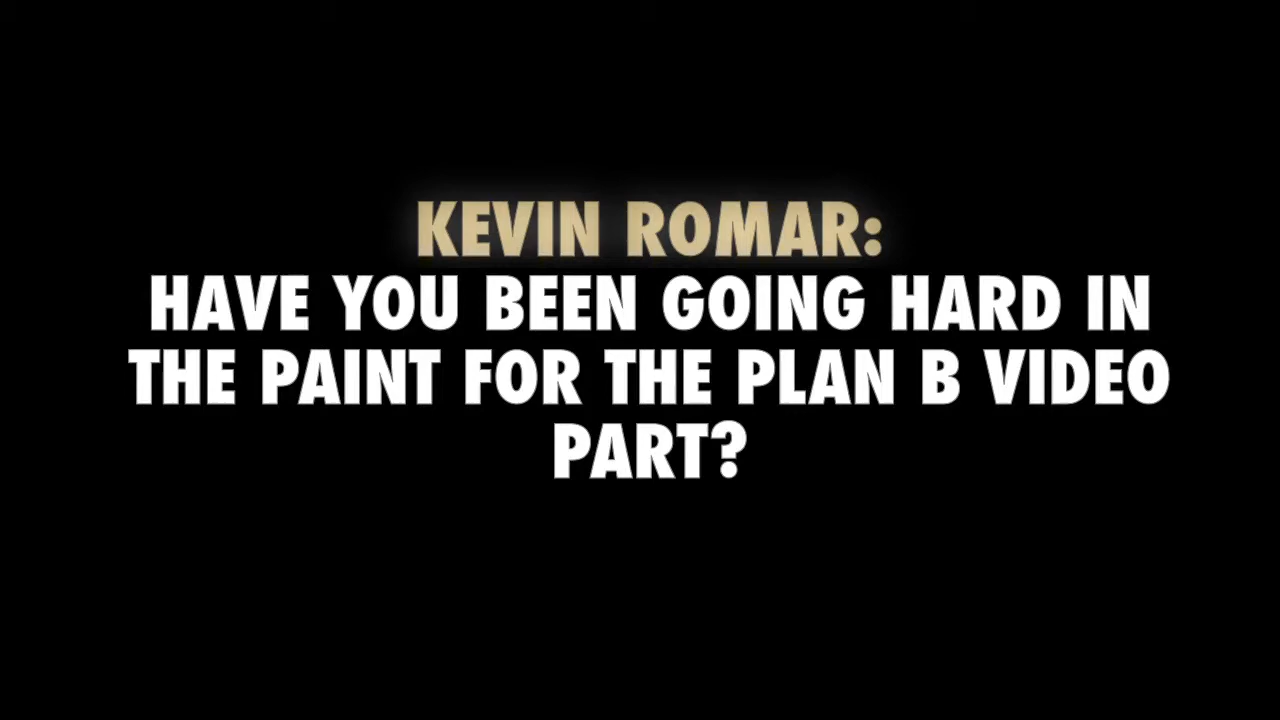 KEVIN ROMAR:
HAVE YOU BEEN GOING HARD IN
THE PAINT FOR THE PLAN B VIDEO
PART?